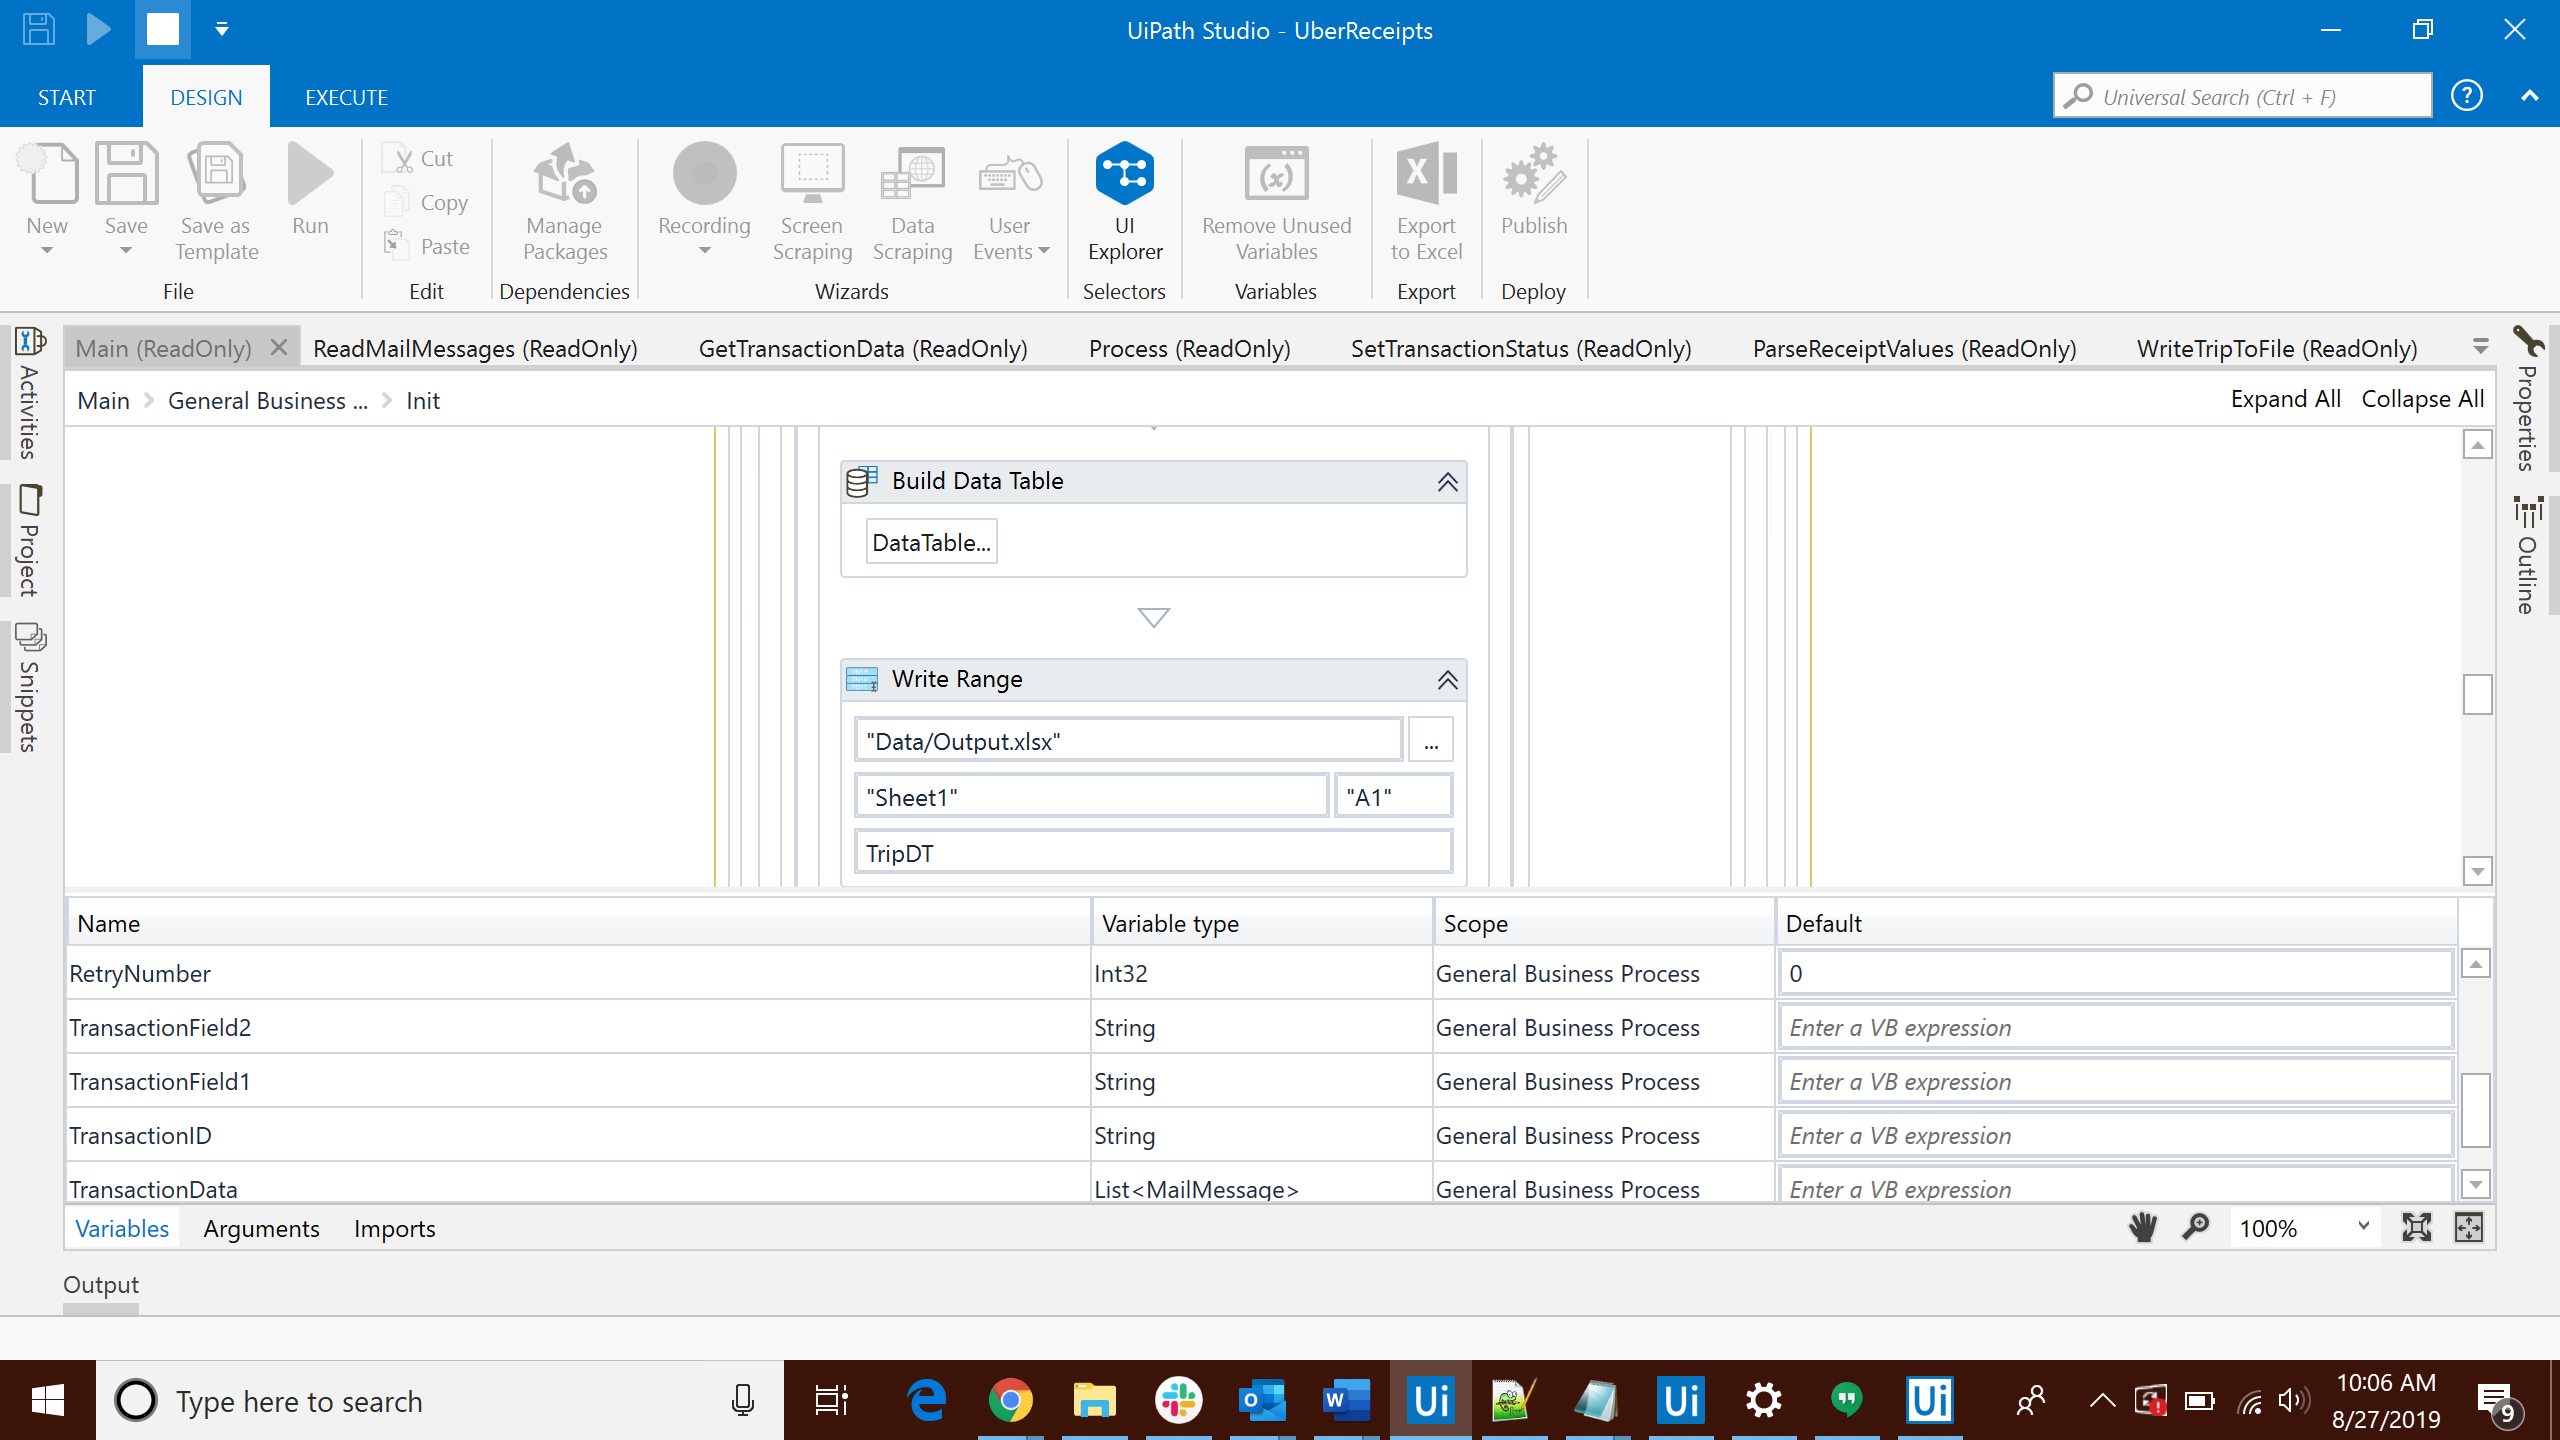 UiPath Studio - UberReceipts
START DESIGN EXECUTE
Universal Search (Ctrl + F)
New Save Save as Template Run
File
Cut
Copy
Paste
Edit
Manage Packages
Dependencies
Recording Screen Scraping Data Scraping User Events
Wizards
UI Explorer
Selectors
Remove Unused Variables
Variables
Export to Excel
Export
Publish
Deploy
Main (ReadOnly) ReadMailMessages (ReadOnly) GetTransactionData (ReadOnly) Process (ReadOnly) SetTransactionStatus (ReadOnly) ParseReceiptValues (ReadOnly) WriteTripToFile (ReadOnly)
Activities
Project
Snippets
Properties
Outline
Main General Business ... Init
Expand All Collapse All
Build Data Table
DataTable...
Write Range
"Data/Output.xlsx" ...
"Sheet1" "A1"
TripDT
Name Variable type Scope Default
RetryNumber Int32 General Business Process 0
TransactionField2 String General Business Process Enter a VB expression
TransactionField1 String General Business Process Enter a VB expression
TransactionID String General Business Process Enter a VB expression
TransactionData List<MailMessage> General Business Process Enter a VB expression
Variables Arguments Imports
100%
Output
Type here to search
10:06 AM
8/27/2019
9